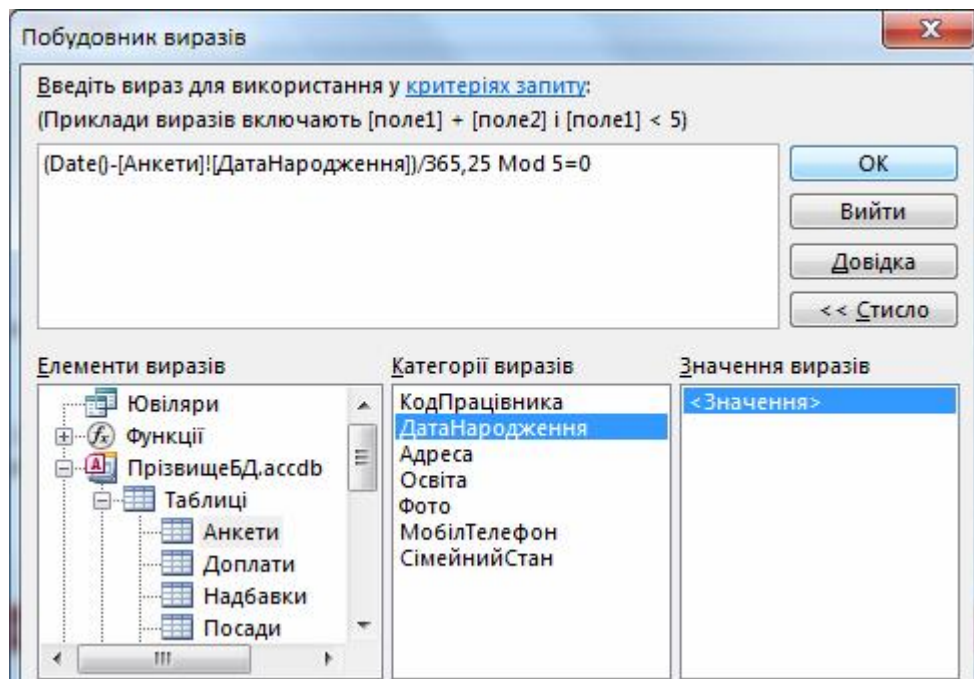 Побудовник виразів
Введіть вираз для використання у критеріях запиту:
(Приклади виразів включають [поле1] + [поле2] і [поле1] < 5)
(Date()-[Анкети]![ДатаНародження])/365,25 Mod 5=0
OK
Вийти
Довідка
<< Стисло
Елементи виразів
Категорії виразів
Значення виразів
Ювіляри
Функції
ПрізвищеБД.accdb
Таблиці
Анкети
Доплати
Надбавки
Посади
КодПрацівника
ДатаНародження
Адреса
Освіта
Фото
МобілТелефон
СімейнийСтан
<Значення>